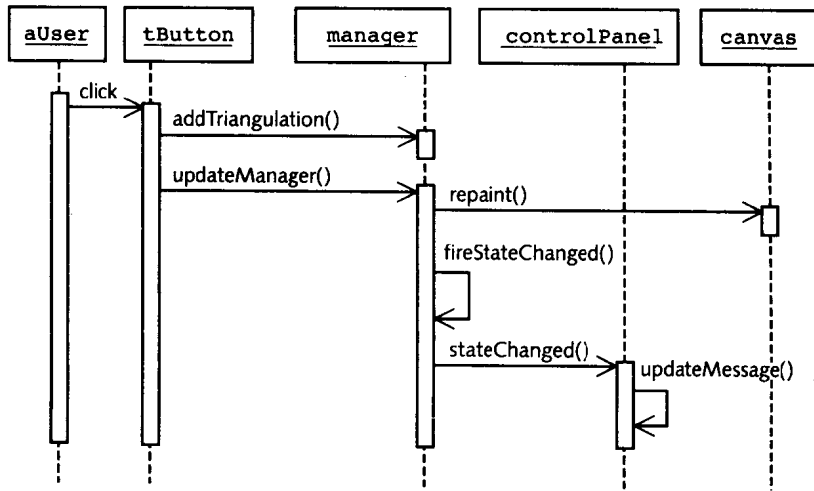 aUser tButton manager controlPanel canvas
click
addTriangulation()
updateManager()
repaint()
fireStateChanged()
stateChanged()
updateMessage()